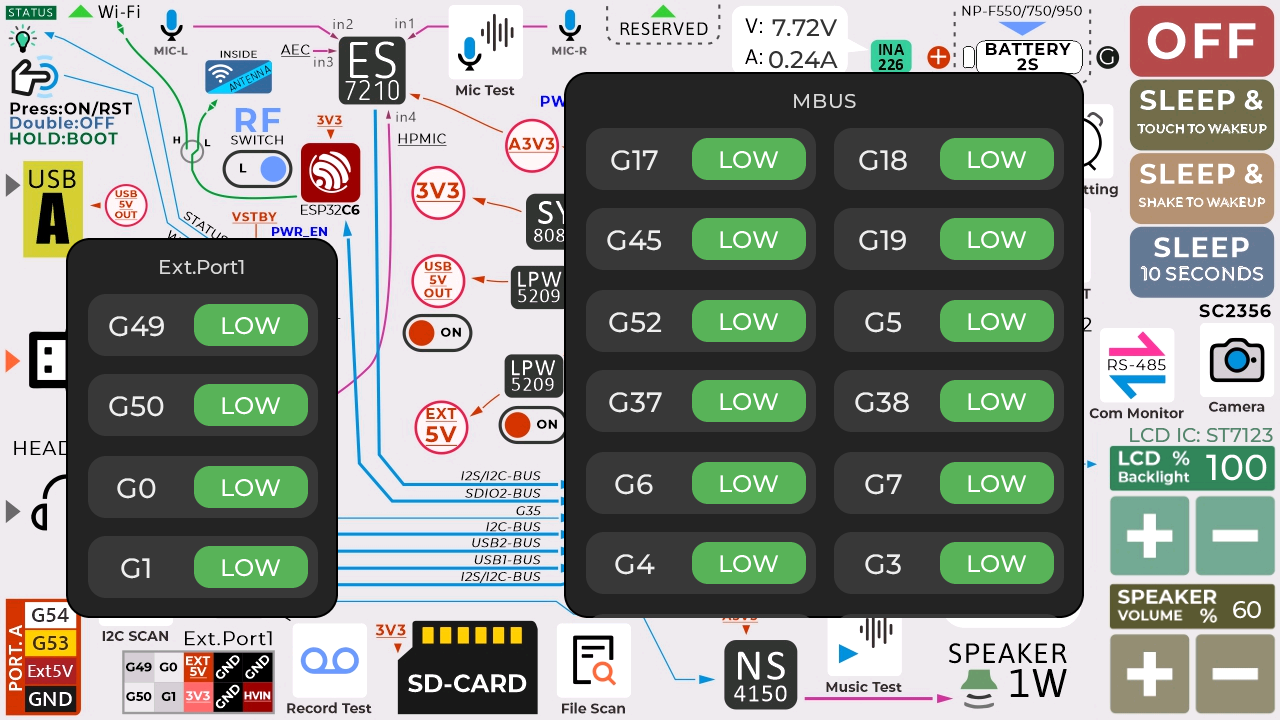 STATUS
Wi-Fi
in2
in1
MIC-L
AEC
in3
ES
7210
Mic Test
MIC-R
RESERVED
V: 7.72V
A: 0.24A
INA
226
NP-F550/750/950
BATTERY
2S
G
OFF
INSIDE
ANTENNA
Press:ON/RST
Double:OFF
HOLD:BOOT
H
L
RF
SWITCH
L
3V3
ESP32C6
in4
HPMIC
A3V3
PW
SLEEP &
TOUCH TO WAKEUP
SLEEP &
SHAKE TO WAKEUP
SLEEP
10 SECONDS
tting
USB
A
USB
5V
OUT
STATUS
W
VSTBY
PWR_EN
3V3
SY
808
USB
5V
OUT
LPW
5209
ON
LPW
5209
EXT
5V
ON
MBUS
G17 LOW G18 LOW
G45 LOW G19 LOW
G52 LOW G5 LOW
G37 LOW G38 LOW
G6 LOW G7 LOW
G4 LOW G3 LOW
Ext.Port1
G49 LOW
G50 LOW
G0 LOW
G1 LOW
HEAD
I2S/I2C-BUS
SDIO2-BUS
G35
I2C-BUS
USB2-BUS
USB1-BUS
I2S/I2C-BUS
T
2
SC2356
RS-485
Com Monitor
Camera
LCD IC: ST7123
LCD %
Backlight
100
+ −
SPEAKER
VOLUME %
60
+ −
PORT. A
G54
G53
Ext5V
GND
I2C SCAN
Ext.Port1
G49 G0 EXT 5V GND GND
G50 G1 3V3 GND HVIN
Record Test
3V3
SD-CARD
File Scan
A3V3
NS
4150
Music Test
SPEAKER
1W